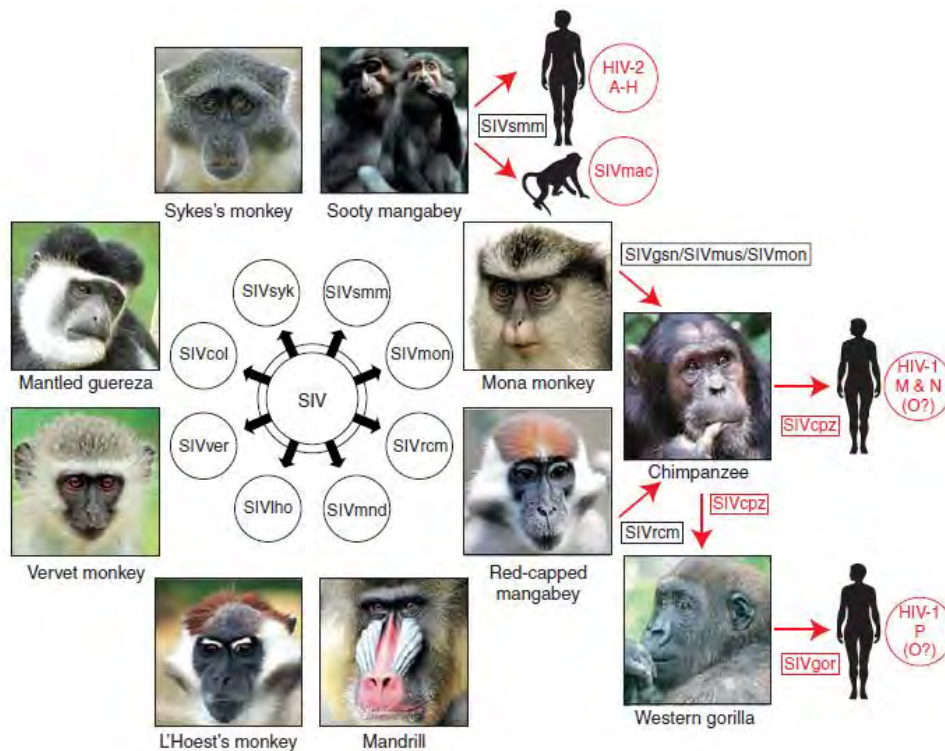 HIV-2
A-H
SIVsmm
SIVmac
Sykes's monkey
Sooty mangabey
SIVgsn/SIVmus/SIVmon
SIVsyk
SIVsmm
SIVcol
SIVmon
Mantled guereza
Mona monkey
SIV
HIV-1
M & N
(O?)
SIVcpz
SIVver
SIVrcm
Chimpanzee
SIVlho
SIVmnd
SIVcpz
SIVrcm
Vervet monkey
Red-capped
mangabey
HIV-1
P
(O?)
SIVgor
L'Hoest's monkey
Mandrill
Western gorilla